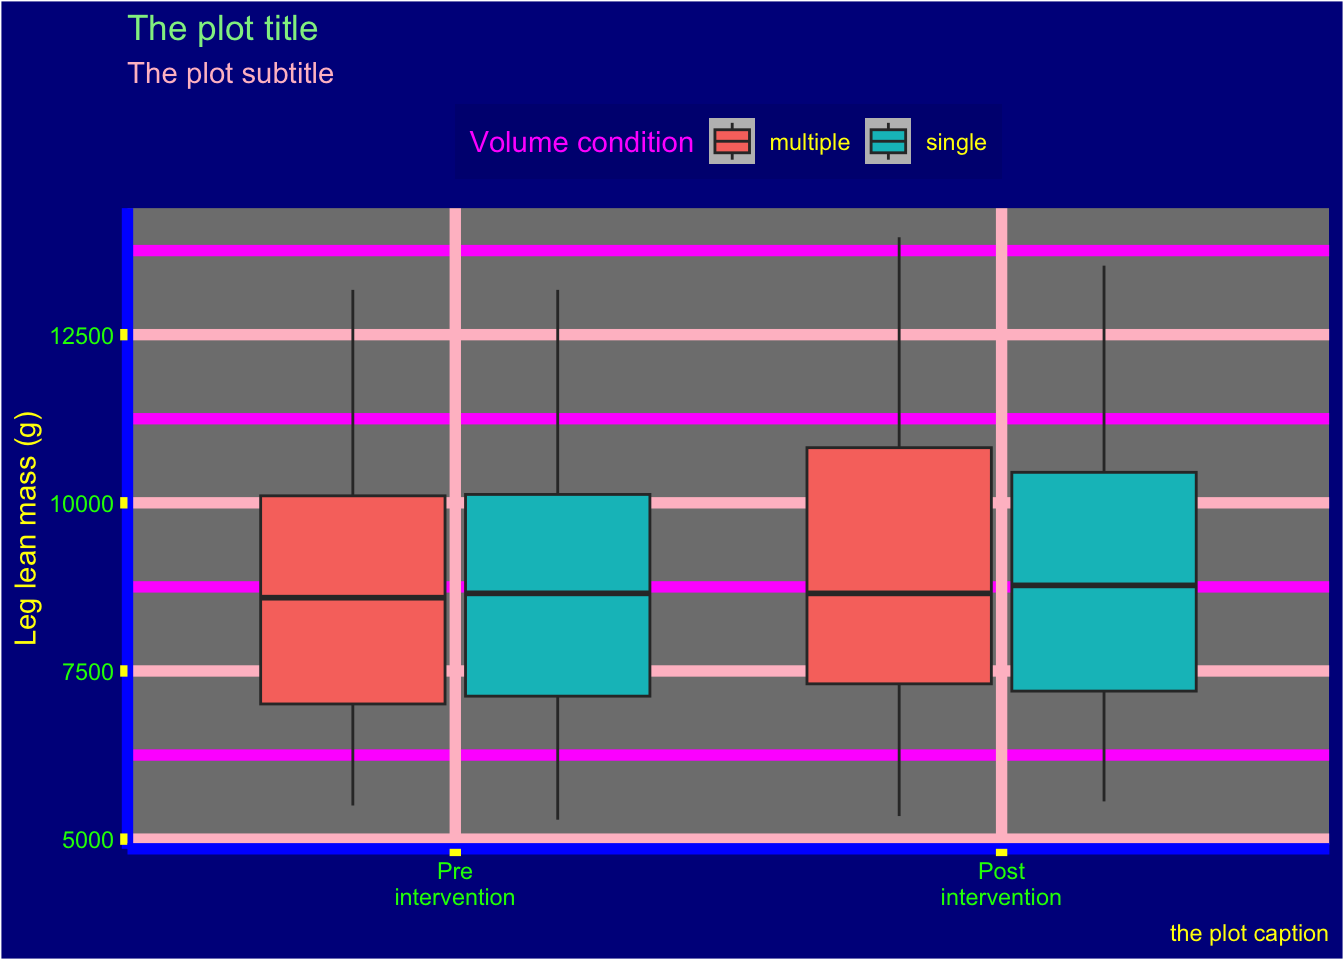 The plot title
The plot subtitle
Volume condition multiple single
Leg lean mass (g)
12500
10000
7500
5000
Pre
intervention
Post
intervention
the plot caption